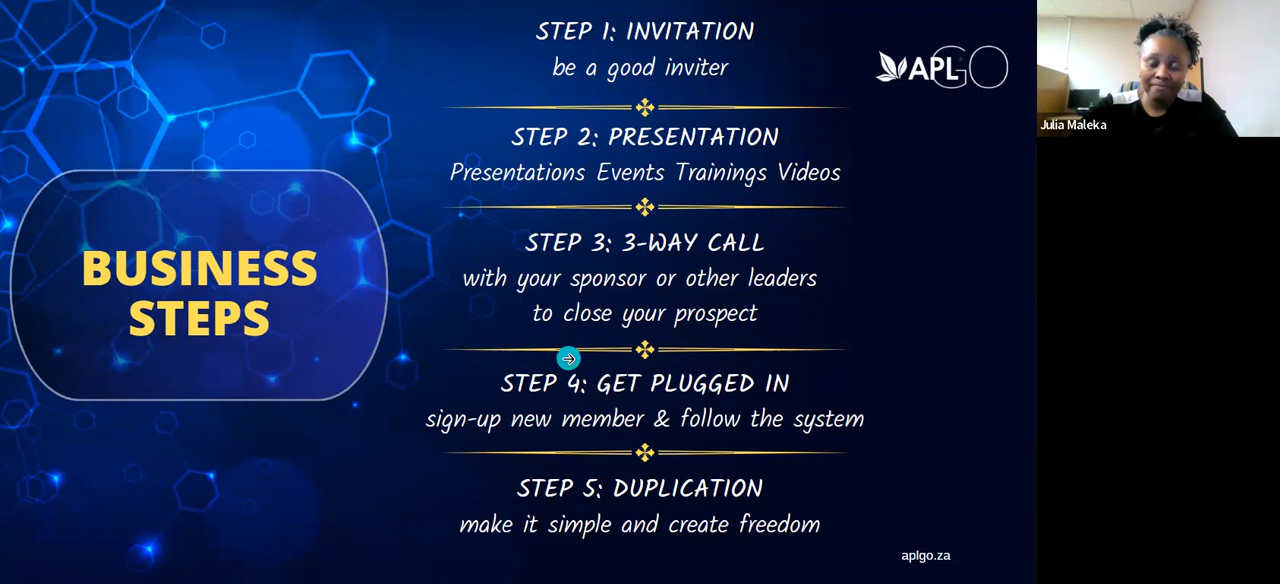 STEP 1: INVITATION
be a good inviter
APLGO
Julia Maleka
STEP 2: PRESENTATION
Presentations Events Trainings Videos
STEP 3: 3-WAY CALL
with your sponsor or other leaders
to close your prospect
BUSINESS
STEPS
STEP 4: GET PLUGGED IN
sign-up new member & follow the system
STEP 5: DUPLICATION
make it simple and create freedom
aplgo.za